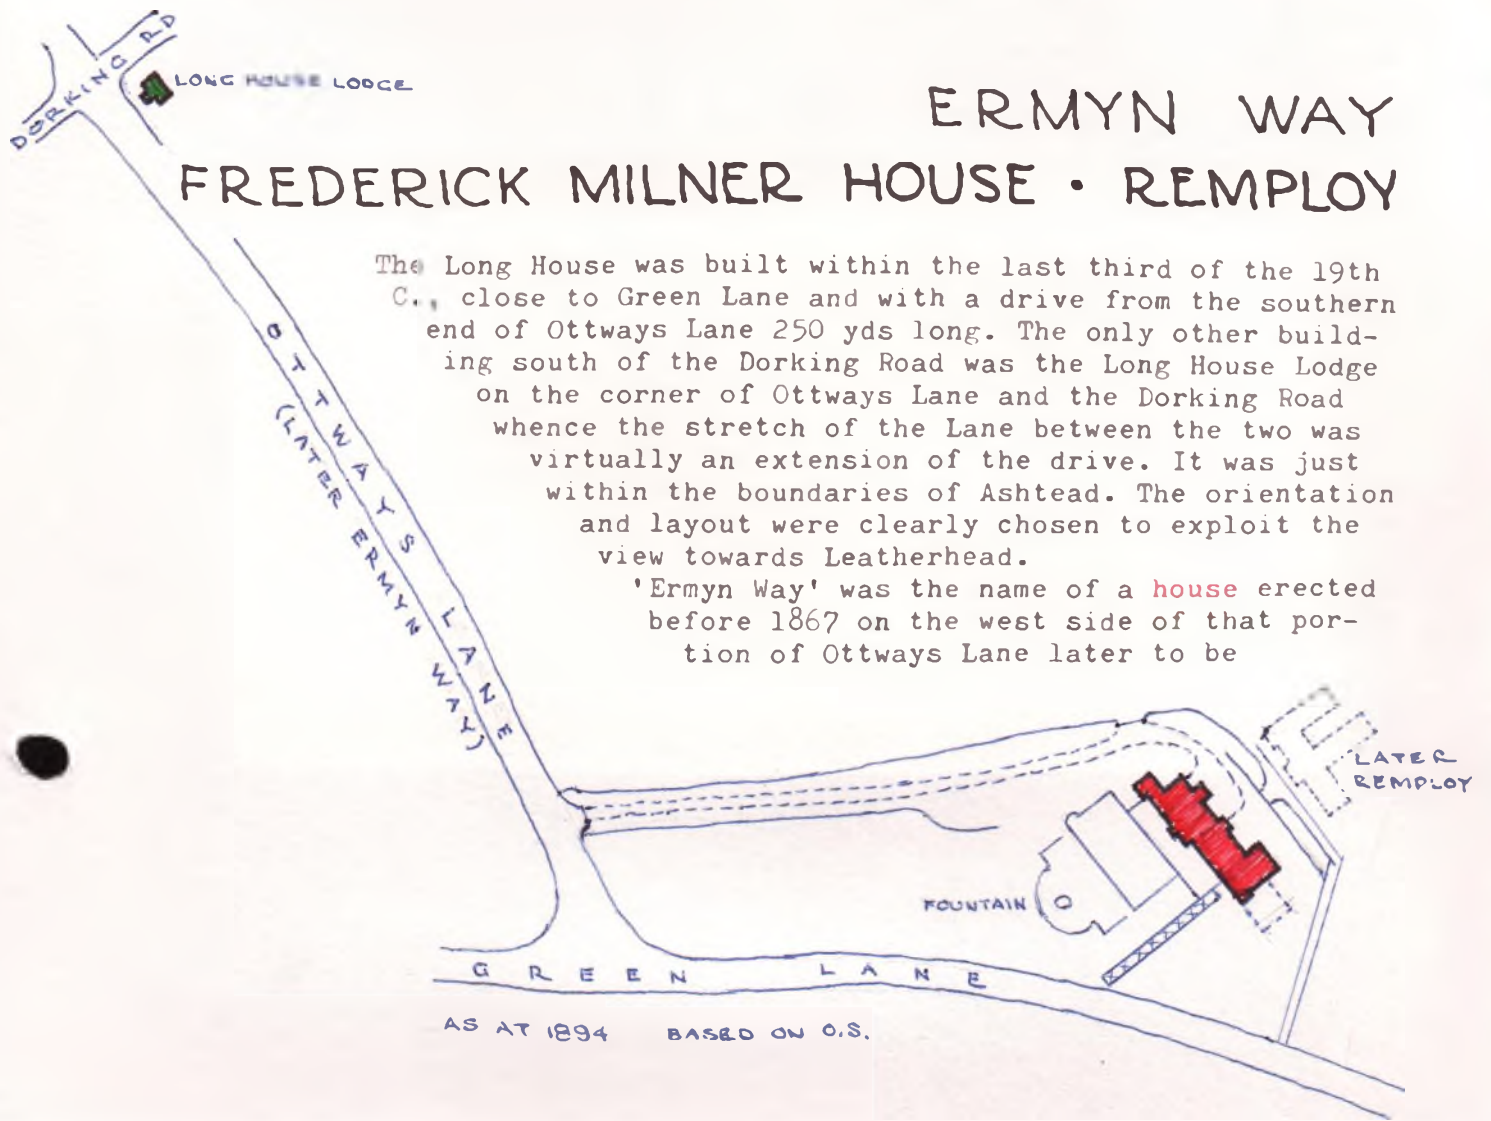 DORKING RD
LONG HOUSE LODGE
ERMYN WAY
FREDERICK MILNER HOUSE • REMPLOY
The Long House was built within the last third of the 19th
C., close to Green Lane and with a drive from the southern
end of Ottways Lane 250 yds long. The only other build-
ing south of the Dorking Road was the Long House Lodge
on the corner of Ottways Lane and the Dorking Road
whence the stretch of the Lane between the two was
virtually an extension of the drive. It was just
within the boundaries of Ashtead. The orientation
and layout were clearly chosen to exploit the
view towards Leatherhead.
'Ermyn Way' was the name of a house erected
before 1867 on the west side of that por-
tion of Ottways Lane later to be
OTTWAYS LANE
(LATER ERMYN WAY)
LATER
REMPLOY
FOUNTAIN
GREEN LANE
AS AT 1894 BASED ON O.S.